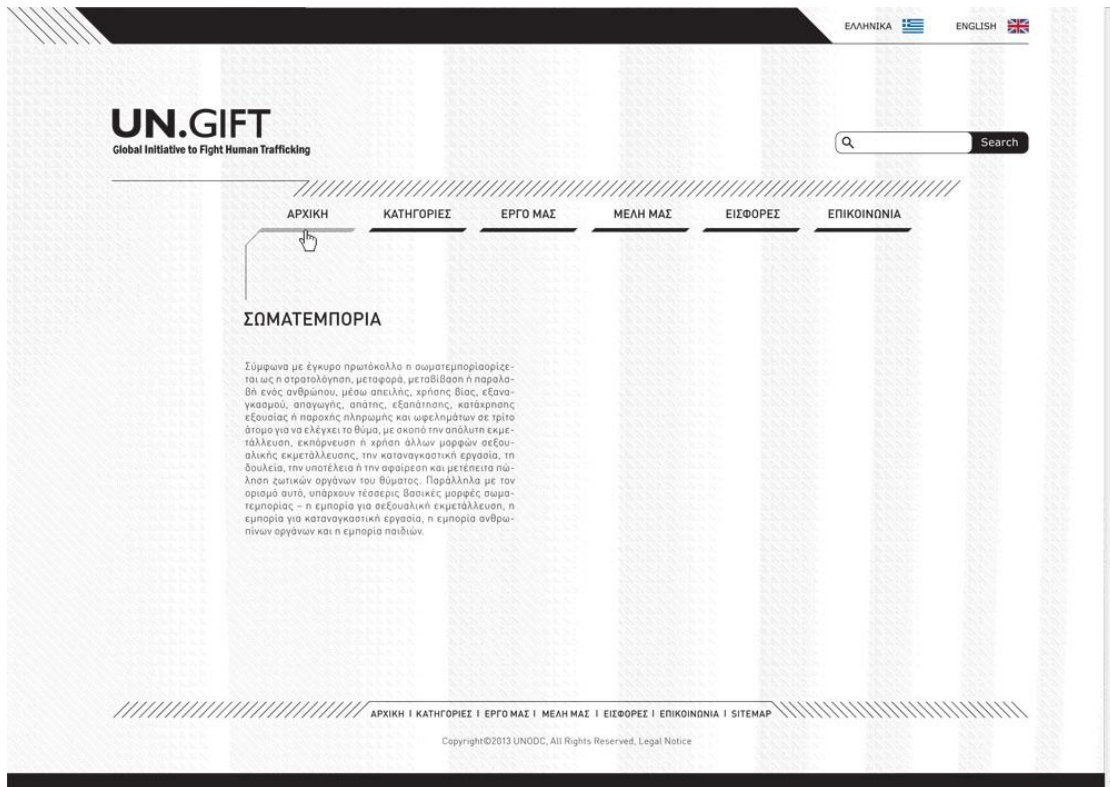 ΕΛΛΗΝΙΚΑ ENGLISH
UN.GIFT
Global Initiative to Fight Human Trafficking
Search
ΑΡΧΙΚΗ ΚΑΤΗΓΟΡΙΕΣ ΕΡΓΟ ΜΑΣ ΜΕΛΗ ΜΑΣ ΕΙΣΦΟΡΕΣ ΕΠΙΚΟΙΝΩΝΙΑ
ΣΩΜΑΤΕΜΠΟΡΙΑ
Σύμφωνα με έγκυρο πρωτόκολλο η σωματεμπορίαορίζε-
ται ως η στρατολόγηση, μεταφορά, μεταβίβαση ή παραλα-
βή ενός ανθρώπου, μέσω απειλής, χρήσης βίας, εξανα-
γκασμού, απαγωγής, απάτης, εξαπάτησης, κατάχρησης
εξουσίας ή παροχής πληρωμής και ωφελημάτων σε τρίτο
άτομο για να ελέγχει το θύμα, με σκοπό την απόλυτη εκμε-
τάλλευση, εκπόρνευση ή χρήση άλλων μορφών σεξου-
αλικής εκμετάλλευσης, την καταναγκαστική εργασία, τη
δουλεία, την υποτέλεια ή την αφαίρεση και μετέπειτα πώ-
ληση ζωτικών οργάνων του θύματος. Παράλληλα με τον
ορισμό αυτό, υπάρχουν τέσσερις βασικές μορφές σωμα-
τεμπορίας – η εμπορία για σεξουαλική εκμετάλλευση, η
εμπορία για καταναγκαστική εργασία, η εμπορία ανθρω-
πίνων οργάνων και η εμπορία παιδιών.
ΑΡΧΙΚΗ Ι ΚΑΤΗΓΟΡΙΕΣ Ι ΕΡΓΟ ΜΑΣ Ι ΜΕΛΗ ΜΑΣ Ι ΕΙΣΦΟΡΕΣ Ι ΕΠΙΚΟΙΝΩΝΙΑ Ι SITEMAP
Copyright©2013 UNODC, All Rights Reserved, Legal Notice